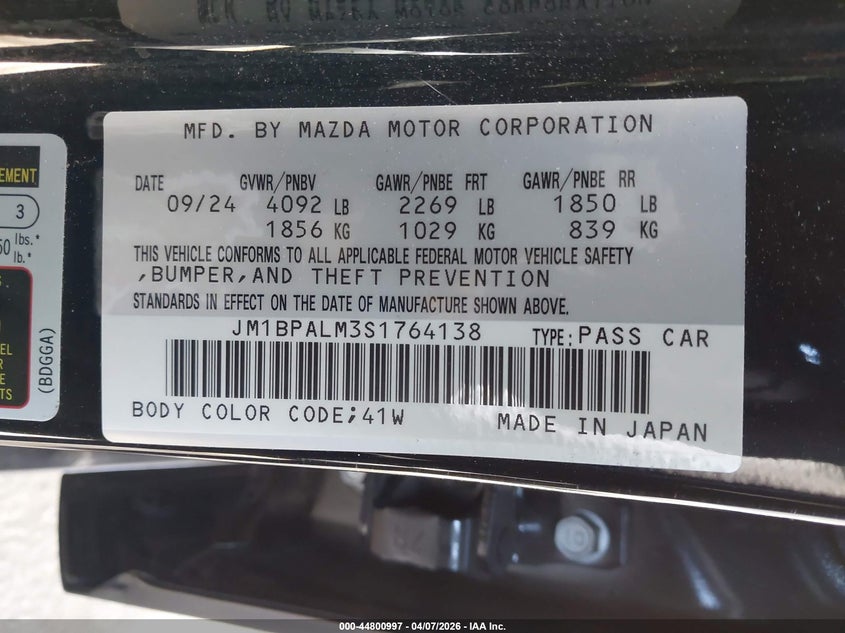 MFD. BY MAZDA MOTOR CORPORATION
DATE GVWR/PNBV GAWR/PNBE FRT GAWR/PNBE RR
09/24 4092 LB 2269 LB 1850 LB
1856 KG 1029 KG 839 KG
THIS VEHICLE CONFORMS TO ALL APPLICABLE FEDERAL MOTOR VEHICLE SAFETY
,BUMPER,AND THEFT PREVENTION
STANDARDS IN EFFECT ON THE DATE OF MANUFACTURE SHOWN ABOVE.
JM1BPALM3S1764138 TYPE:PASS CAR
BODY COLOR CODE;41W MADE IN JAPAN
3
lbs.*
lb.*
(BDGGA)
000-44800997 - 04/07/2026 - IAA Inc.